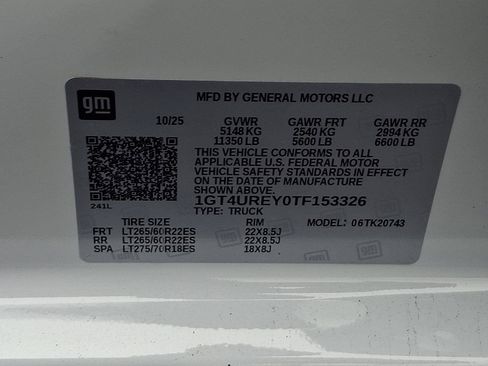 gm
MFD BY GENERAL MOTORS LLC
10/25 GVWR GAWR FRT GAWR RR
5148 KG 2540 KG 2994 KG
11350 LB 5600 LB 6600 LB
THIS VEHICLE CONFORMS TO ALL
APPLICABLE U.S. FEDERAL MOTOR
VEHICLE SAFETY STANDARDS IN EFFECT
ON THE DATE OF MANUFACTURE
SHOWN ABOVE.
1GT4UREY0TF153326
241L TYPE: TRUCK
TIRE SIZE RIM MODEL: 06TK20743
FRT LT265/60R22ES 22X8.5J
RR LT265/60R22ES 22X8.5J
SPA LT275/70R18ES 18X8J